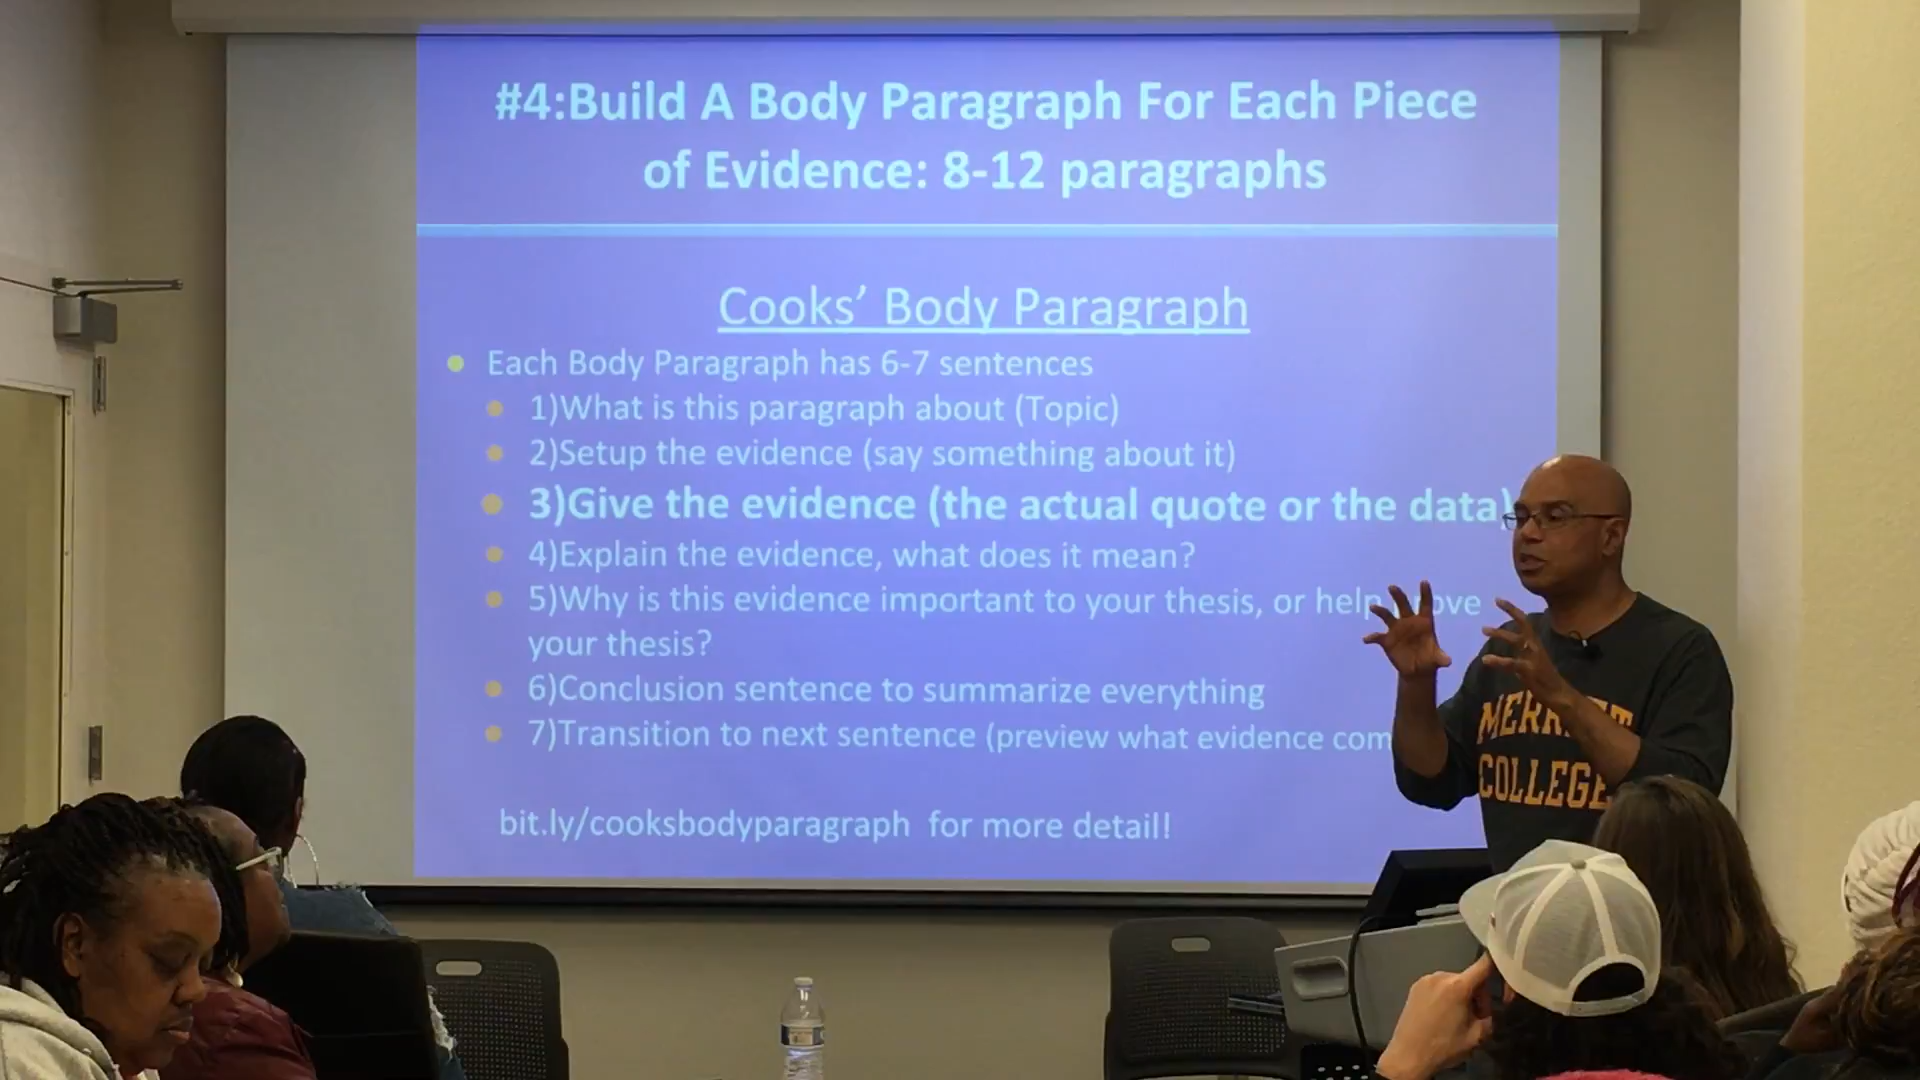 #4:Build A Body Paragraph For Each Piece
of Evidence: 8-12 paragraphs
Cooks’ Body Paragraph
Each Body Paragraph has 6-7 sentences
1)What is this paragraph about (Topic)
2)Setup the evidence (say something about it)
3)Give the evidence (the actual quote or the data)
4)Explain the evidence, what does it mean?
5)Why is this evidence important to your thesis, or help
your thesis?
6)Conclusion sentence to summarize everything
7)Transition to next sentence (preview what evidence
bit.ly/cooksbodyparagraph for more detail!
COLLEGE